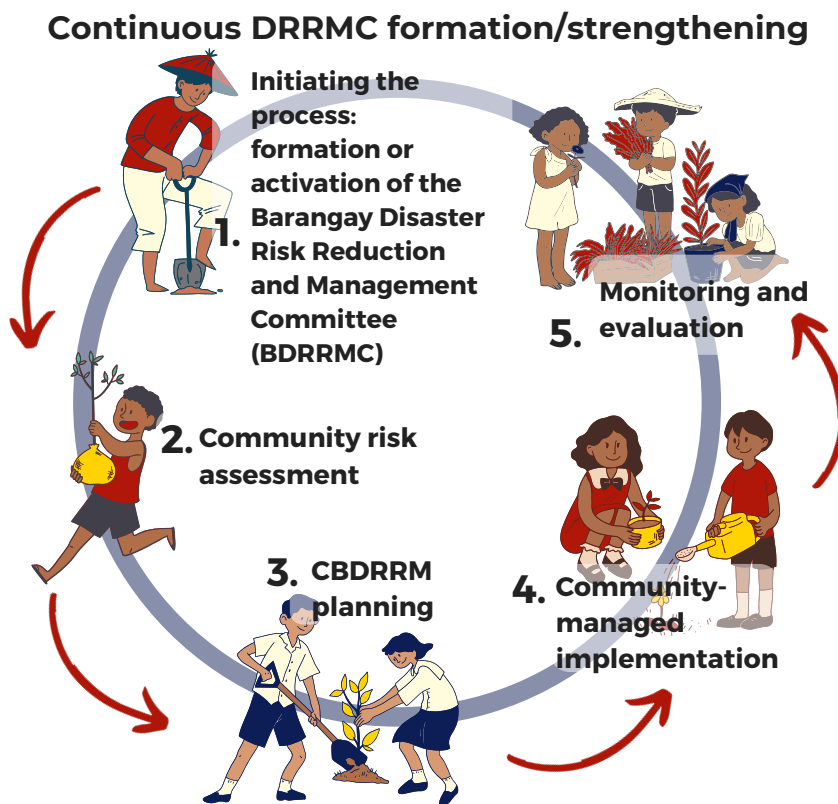 Continuous DRRMC formation/strengthening
1. Initiating the
process:
formation or
activation of the
Barangay Disaster
Risk Reduction
and Management
Committee
(BDRRMC)
2. Community risk
assessment
3. CBDRRM
planning
4. Community-
managed
implementation
5. Monitoring and
evaluation